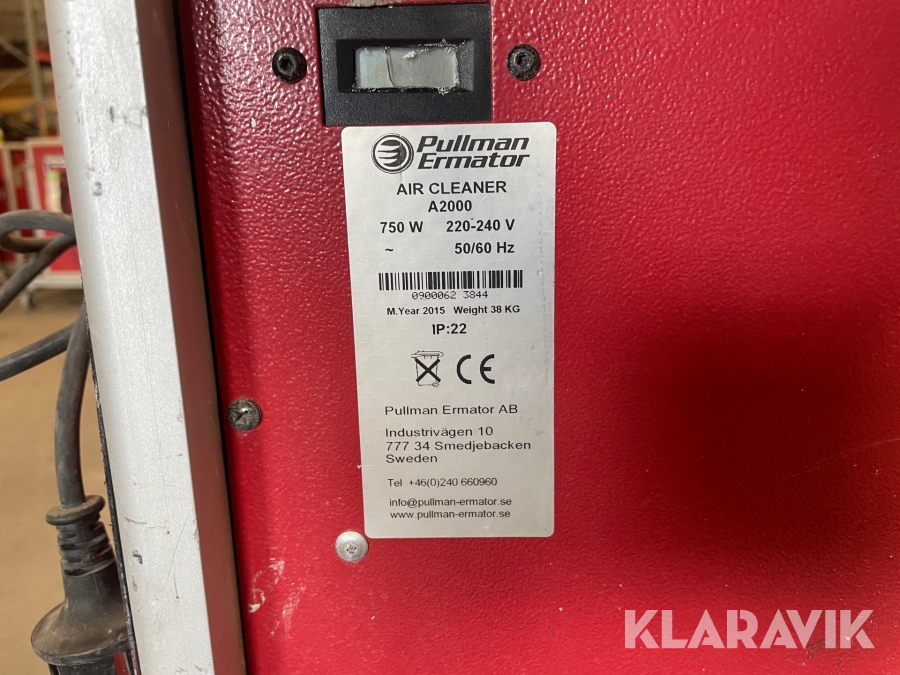 Pullman
Ermator
AIR CLEANER
A2000
750 W 220-240 V
~ 50/60 Hz
0900062 3844
M.Year 2015 Weight 38 KG
IP:22
CE
Pullman Ermator AB
Industrivägen 10
777 34 Smedjebacken
Sweden
Tel +46(0)240 660960
info@pullman-ermator.se
www.pullman-ermator.se
KLARAVIK